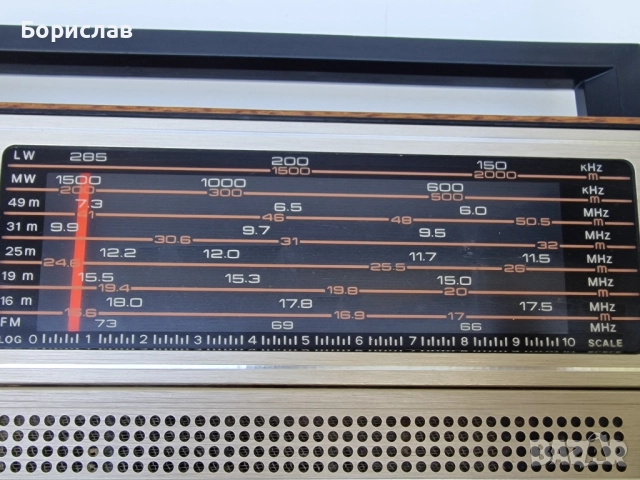 Борислав
LW 285 200 150 кHz
1500 2000 m
MW 1500 1000 600 кHz
200 300 500 m
49 m 7.3 6.5 6.0 MHz
41 46 48 50.5 m
31 m 9.9 9.7 9.5 MHz
30.6 31 32 m
25 m 12.2 12.0 11.7 11.5 MHz
24.6 25.5 26 m
19 m 15.5 15.3 15.0 MHz
19.4 19.8 20 m
16 m 18.0 17.8 17.5 MHz
16.6 16.9 17 m
FM 73 69 66 MHz
LOG 0 1 2 3 4 5 6 7 8 9 10 SCALE
BAZAR